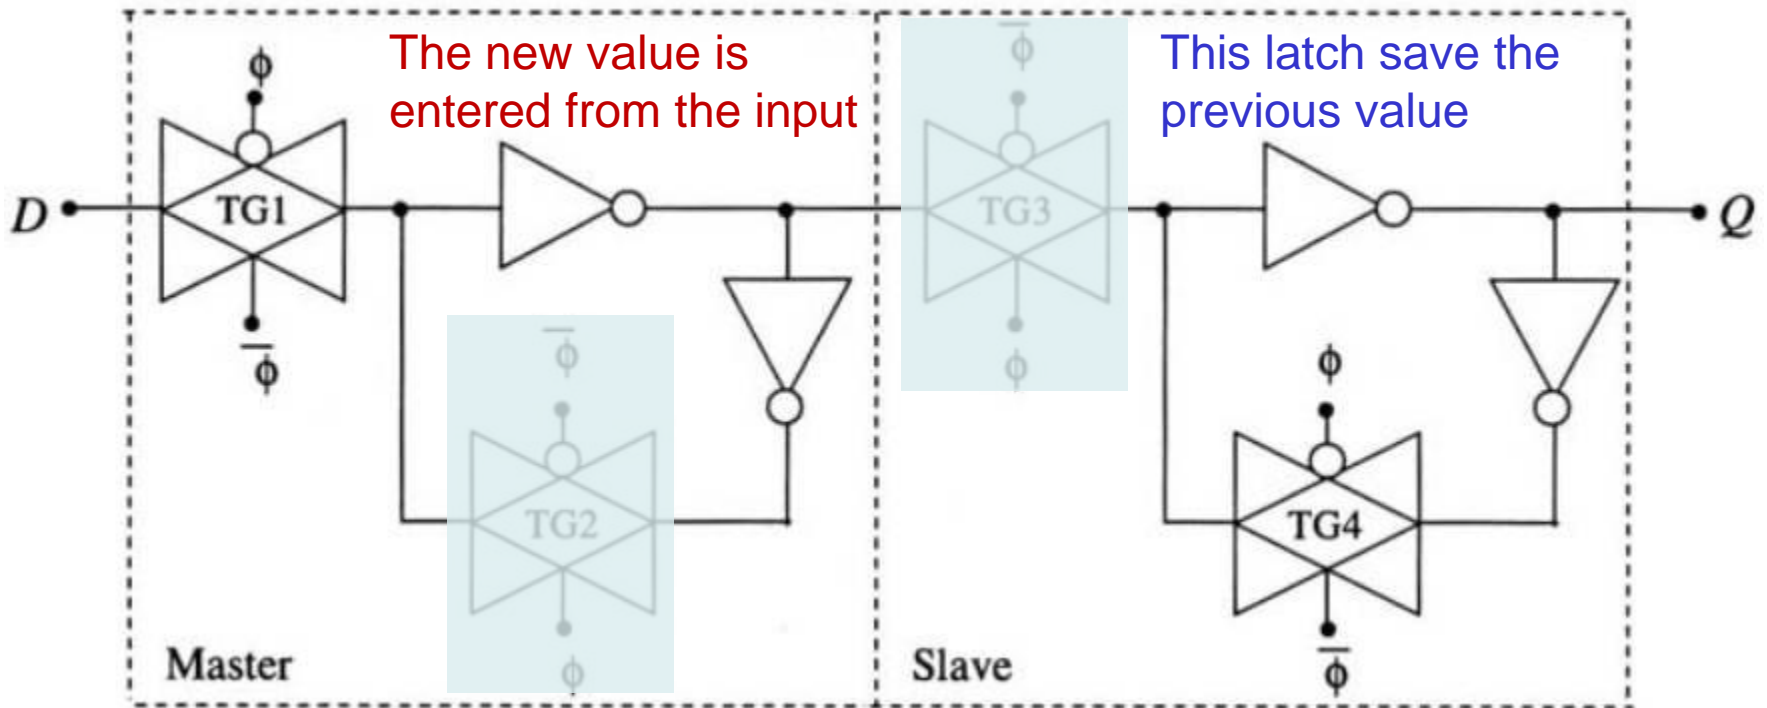 The new value is
entered from the input
This latch save the
previous value
ϕ
ϕ̅
D
TG1
ϕ̅
ϕ̅
TG2
ϕ
TG3
ϕ
Q
ϕ
TG4
ϕ̅
Master
Slave